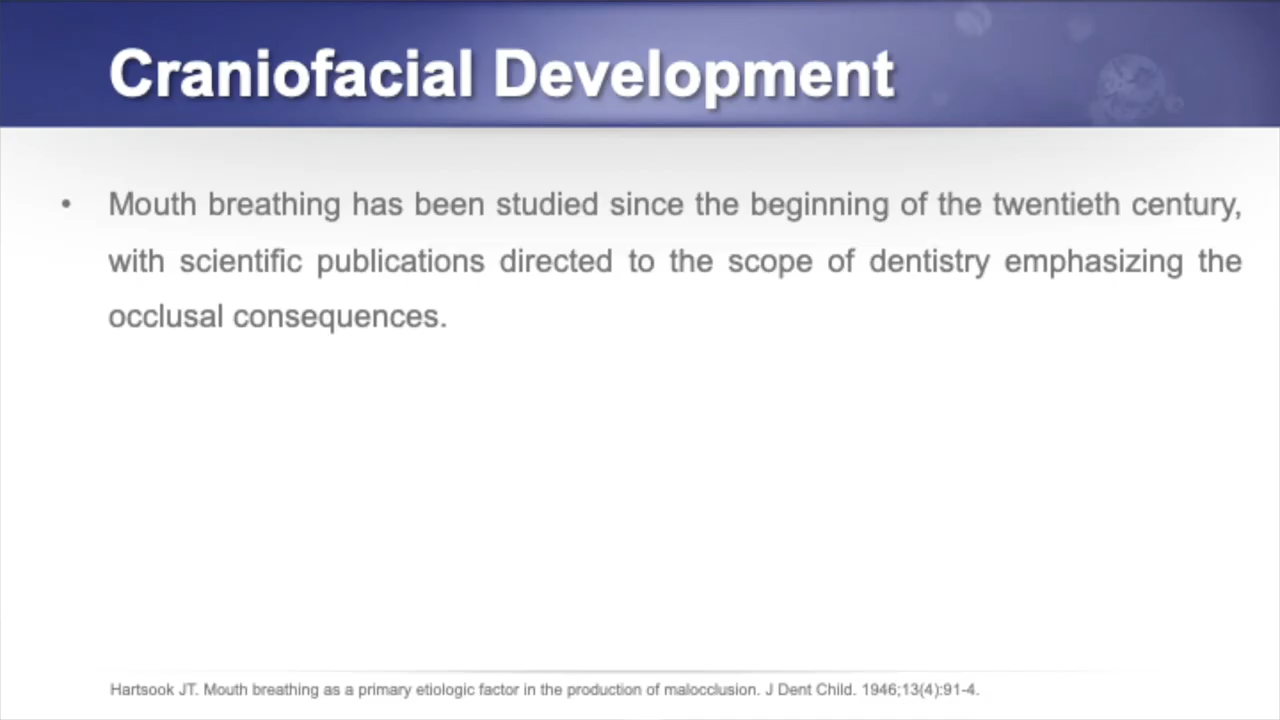 Craniofacial Development
• Mouth breathing has been studied since the beginning of the twentieth century,
with scientific publications directed to the scope of dentistry emphasizing the
occlusal consequences.
Hartsook JT. Mouth breathing as a primary etiologic factor in the production of malocclusion. J Dent Child. 1946;13(4):91-4.